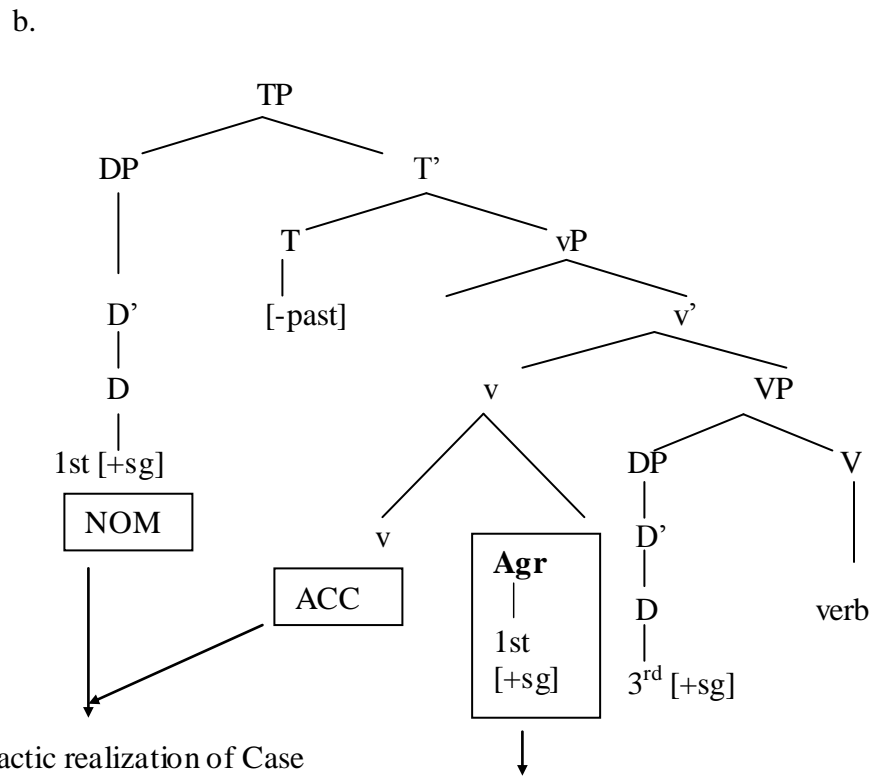 b.
TP
DP T’
T vP
D’ [-past] v’
D v VP
1st [+sg] DP V
NOM v D’
Agr
ACC D verb
1st
[+sg] 3rd [+sg]
actic realization of Case